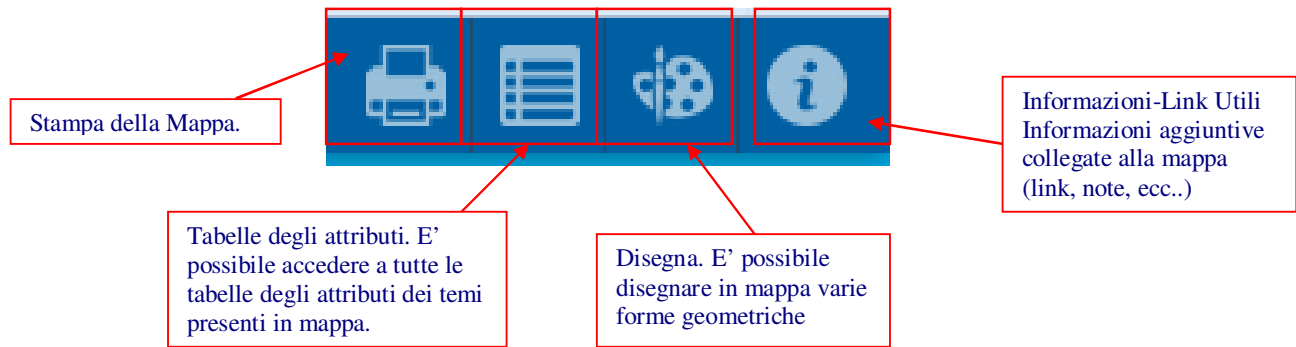 Stampa della Mappa.
Informazioni-Link Utili
Informazioni aggiuntive
collegate alla mappa
(link, note, ecc..)
Tabelle degli attributi. E’
possibile accedere a tutte le
tabelle degli attributi dei temi
presenti in mappa.
Disegna. E’ possibile
disegnare in mappa varie
forme geometriche